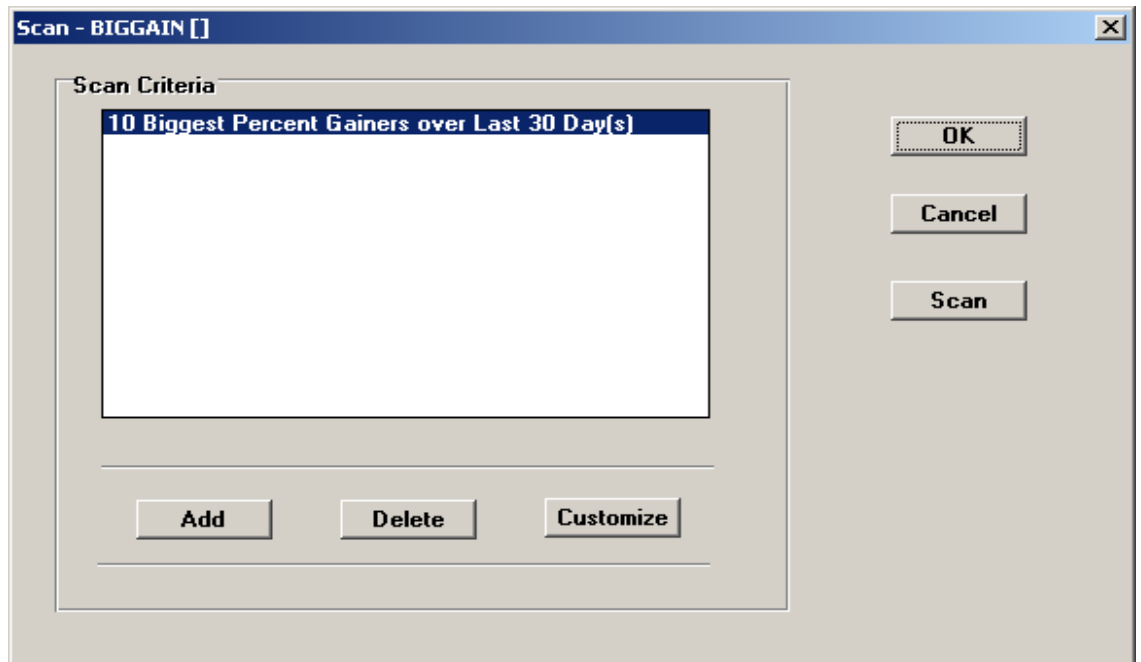 Scan - BIGGAIN []
Scan Criteria
10 Biggest Percent Gainers over Last 30 Day(s)
OK
Cancel
Scan
Add Delete Customize